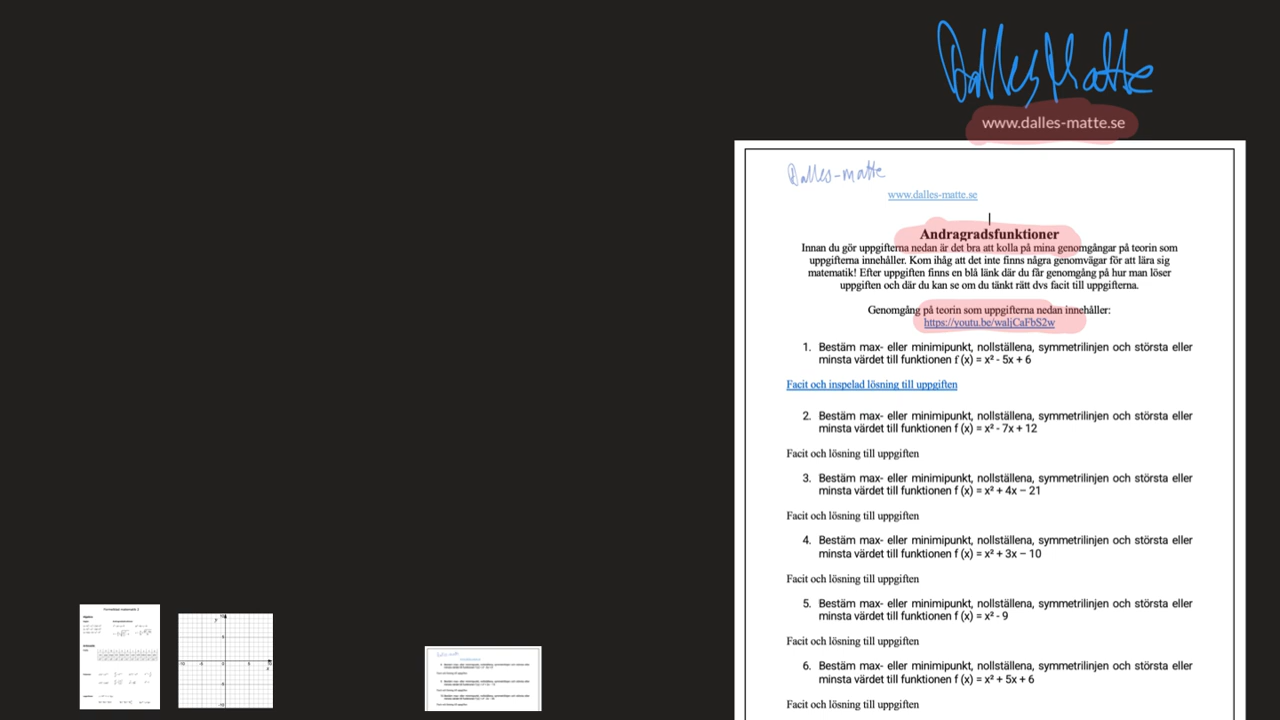 Dalles Matte
www.dalles-matte.se
Dalles-matte
www.dalles-matte.se
Andragradsfunktioner
Innan du gör uppgifterna nedan är det bra att kolla på mina genomgångar på teorin som
uppgifterna innehåller. Kom ihåg att det inte finns några genomvägar för att lära sig
matematik! Efter uppgiften finns en blå länk där du får genomgång på hur man löser
uppgiften och där du kan se om du tänkt rätt dvs facit till uppgifterna.
Genomgång på teorin som uppgifterna nedan innehåller:
https://youtu.be/waljCaFbS2w
1. Bestäm max- eller minimipunkt, nollställena, symmetrilinjen och största eller
minsta värdet till funktionen f (x) = x² - 5x + 6
Facit och inspelad lösning till uppgiften
2. Bestäm max- eller minimipunkt, nollställena, symmetrilinjen och största eller
minsta värdet till funktionen f (x) = x² - 7x + 12
Facit och lösning till uppgiften
3. Bestäm max- eller minimipunkt, nollställena, symmetrilinjen och största eller
minsta värdet till funktionen f (x) = x² + 4x – 21
Facit och lösning till uppgiften
4. Bestäm max- eller minimipunkt, nollställena, symmetrilinjen och största eller
minsta värdet till funktionen f (x) = x² + 3x – 10
Facit och lösning till uppgiften
5. Bestäm max- eller minimipunkt, nollställena, symmetrilinjen och största eller
minsta värdet till funktionen f (x) = x² - 9
Facit och lösning till uppgiften
6. Bestäm max- eller minimipunkt, nollställena, symmetrilinjen och största eller
minsta värdet till funktionen f (x) = x² + 5x + 6
Facit och lösning till uppgiften